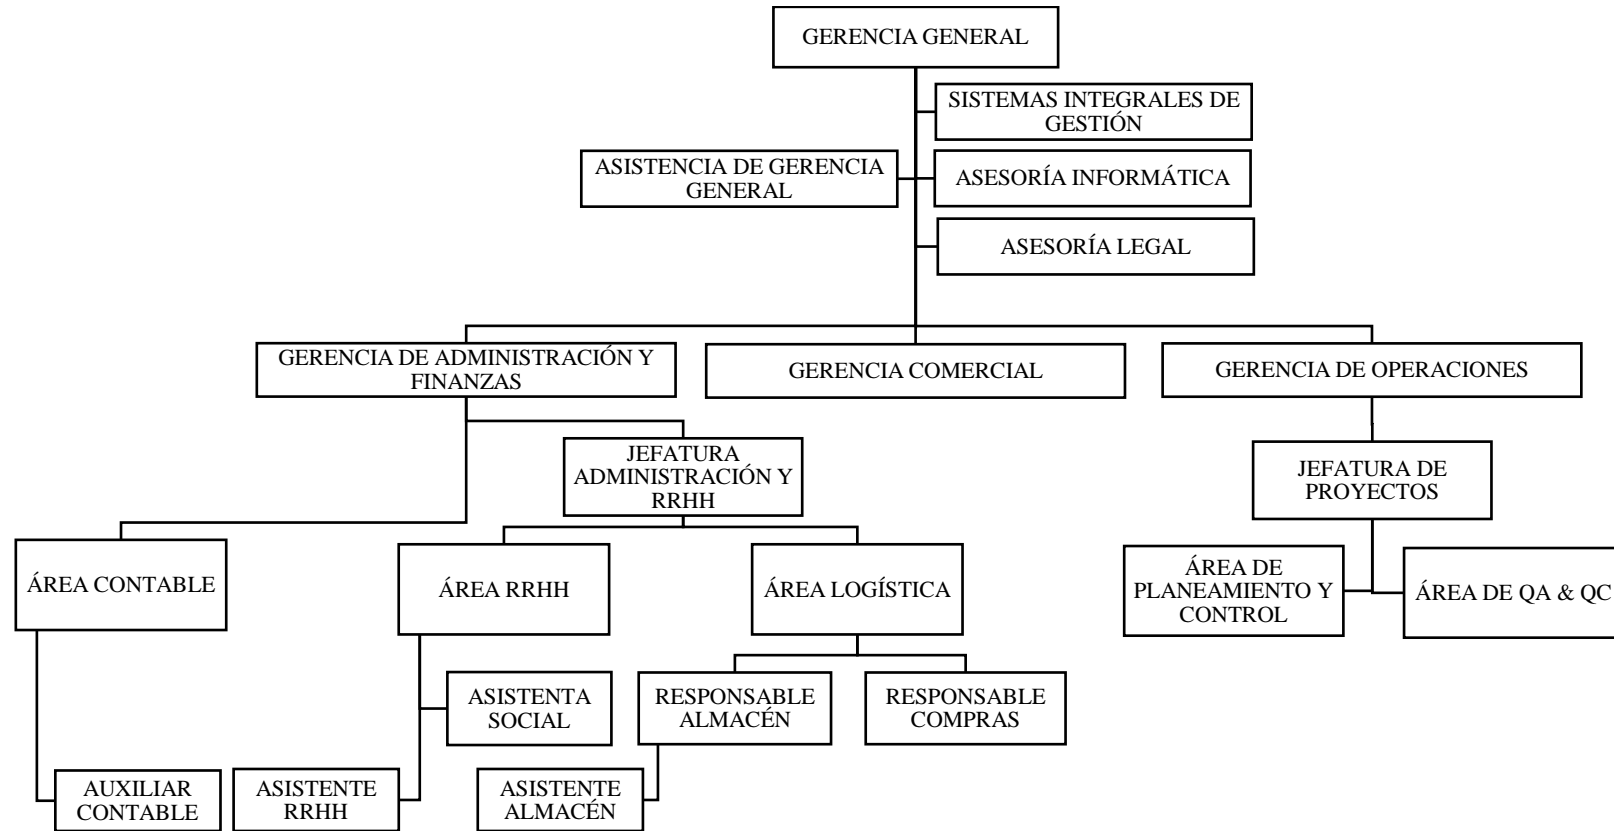 GERENCIA GENERAL
SISTEMAS INTEGRALES DE
GESTIÓN
ASISTENCIA DE GERENCIA
GENERAL
ASESORÍA INFORMÁTICA
ASESORÍA LEGAL
GERENCIA DE ADMINISTRACIÓN Y
FINANZAS
GERENCIA COMERCIAL
GERENCIA DE OPERACIONES
JEFATURA
ADMINISTRACIÓN Y
RRHH
JEFATURA DE
PROYECTOS
ÁREA CONTABLE
ÁREA RRHH
ÁREA LOGÍSTICA
ÁREA DE
PLANEAMIENTO Y
CONTROL
ÁREA DE QA & QC
ASISTENTA
SOCIAL
RESPONSABLE
ALMACÉN
RESPONSABLE
COMPRAS
AUXILIAR
CONTABLE
ASISTENTE
RRHH
ASISTENTE
ALMACÉN